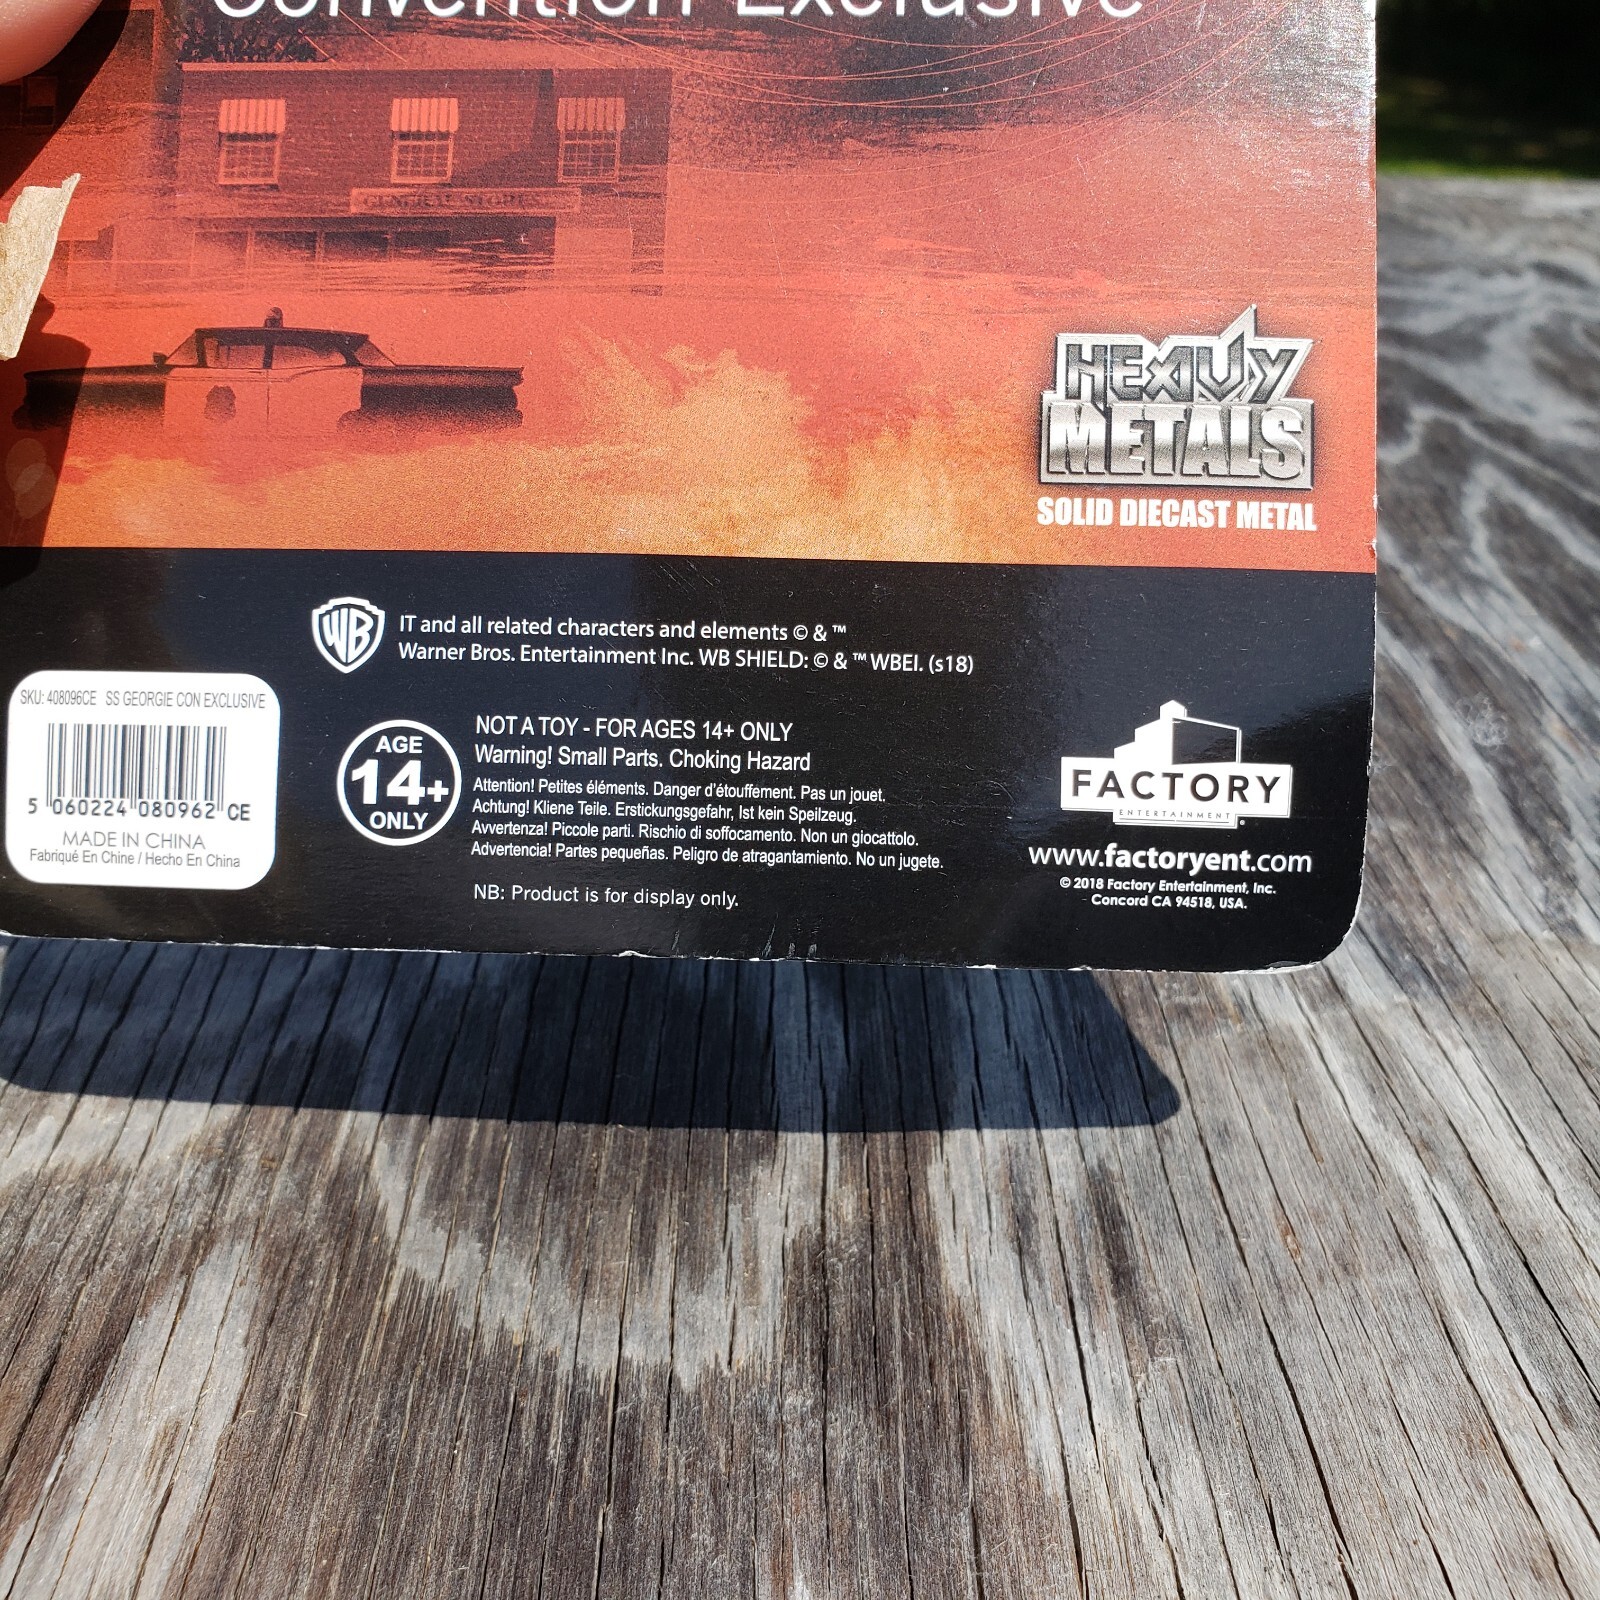 Convention Exclusive
GENERAL STORE
HEAVY
METALS
SOLID DIECAST METAL
WB
IT and all related characters and elements © & ™
Warner Bros. Entertainment Inc. WB SHIELD: © & ™ WBEI. (s18)
SKU: 408096CE SS GEORGIE CON EXCLUSIVE
5 060224 080962 CE
MADE IN CHINA
Fabriqué En Chine / Hecho En China
AGE
14+
ONLY
NOT A TOY - FOR AGES 14+ ONLY
Warning! Small Parts. Choking Hazard
Attention! Petites éléments. Danger d'étouffement. Pas un jouet.
Achtung! Kliene Teile. Erstickungsgefahr, Ist kein Speilzeug.
Avvertenza! Piccole parti. Rischio di soffocamento. Non un giocattolo.
Advertencia! Partes pequeñas. Peligro de atragantamiento. No un jugete.
NB: Product is for display only.
FACTORY
ENTERTAINMENT
www.factoryent.com
© 2018 Factory Entertainment, Inc.
Concord CA 94518, USA.